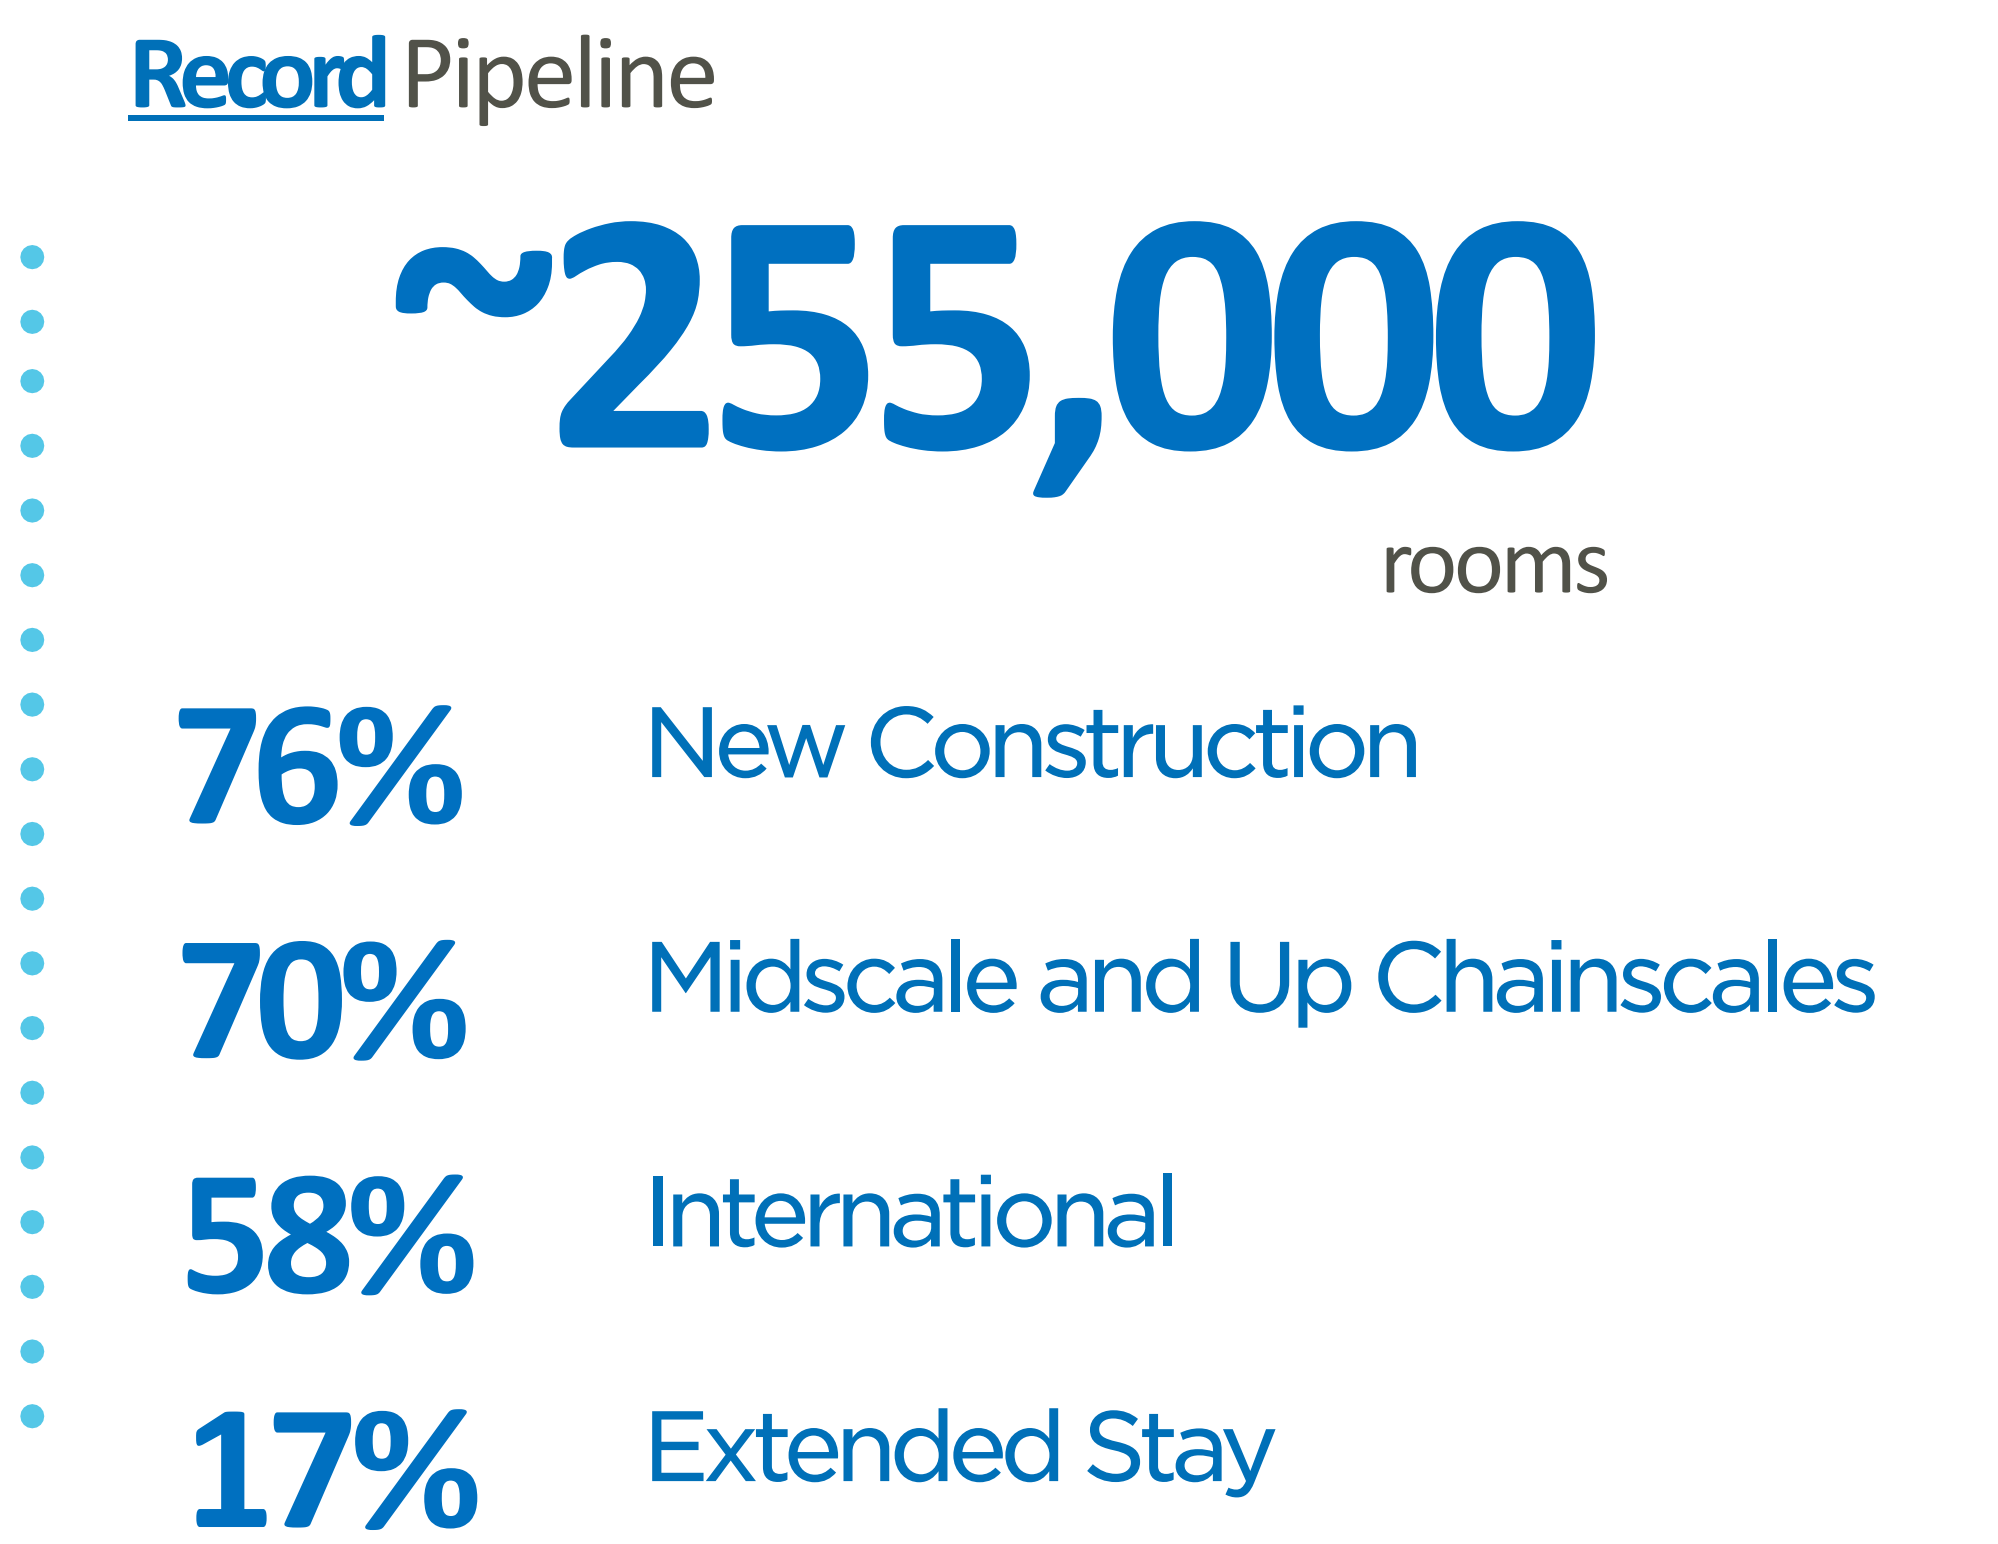 Record Pipeline
~255,000
rooms
76% New Construction
70% Midscale and Up Chainscales
58% International
17% Extended Stay